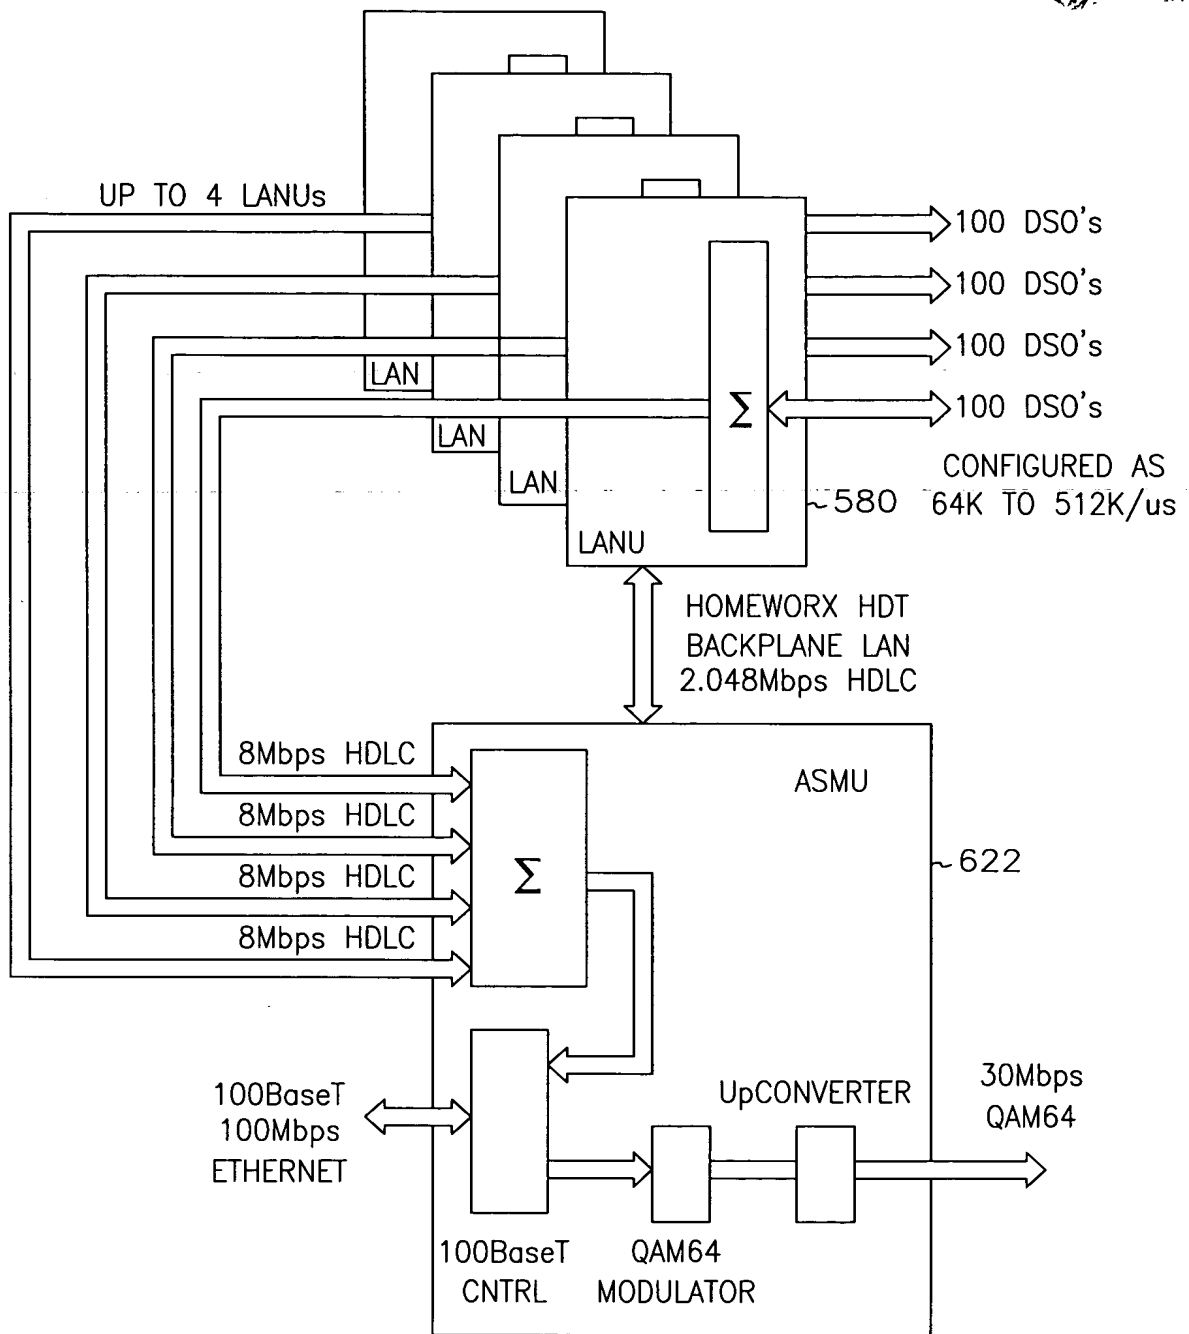 UP TO 4 LANUs
100 DSO's
100 DSO's
100 DSO's
LAN
100 DSO's
Σ
LAN
CONFIGURED AS
64K TO 512K/us
LAN
580
LANU
HOMEWORX HDT
BACKPLANE LAN
2.048Mbps HDLC
8Mbps HDLC
ASMU
8Mbps HDLC
622
8Mbps HDLC
Σ
8Mbps HDLC
100BaseT
100Mbps
ETHERNET
UpCONVERTER
30Mbps
QAM64
100BaseT
CNTRL
QAM64
MODULATOR